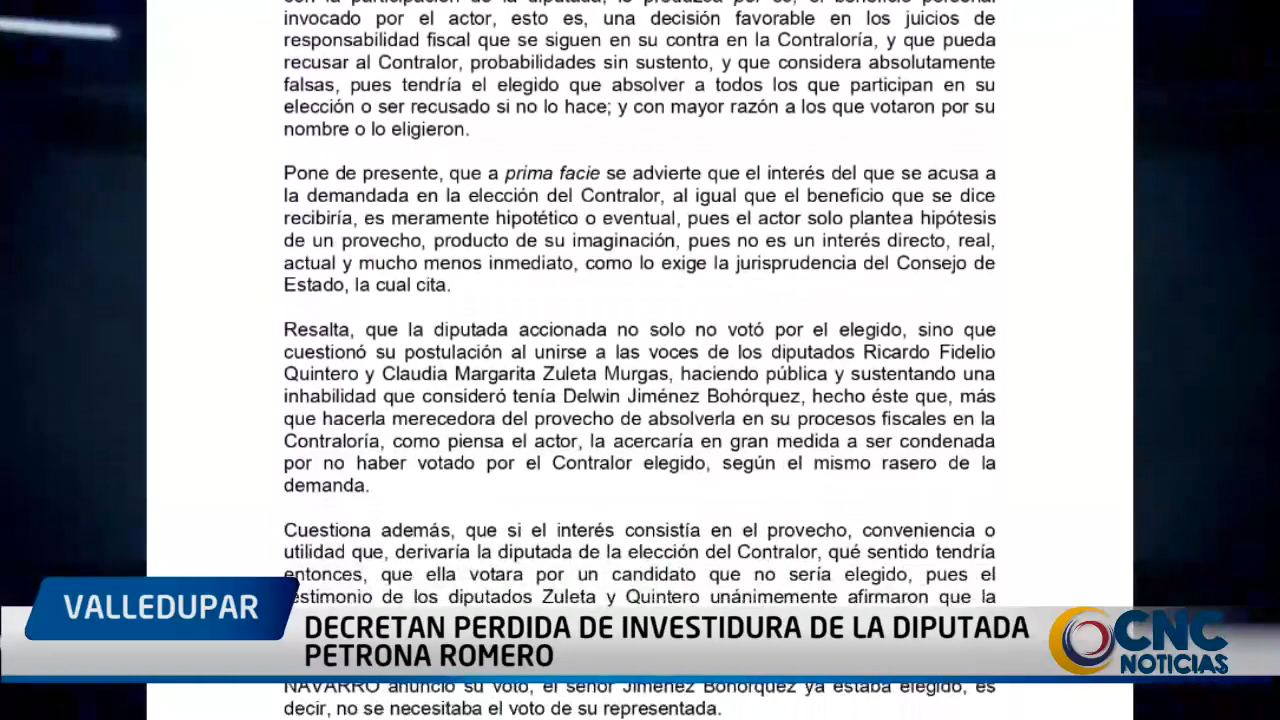 con la participación de la diputada, le produzca per se, el beneficio personal
invocado por el actor, esto es, una decisión favorable en los juicios de
responsabilidad fiscal que se siguen en su contra en la Contraloría, y que pueda
recusar al Contralor, probabilidades sin sustento, y que considera absolutamente
falsas, pues tendría el elegido que absolver a todos los que participan en su
elección o ser recusado si no lo hace; y con mayor razón a los que votaron por su
nombre o lo eligieron.
Pone de presente, que a prima facie se advierte que el interés del que se acusa a
la demandada en la elección del Contralor, al igual que el beneficio que se dice
recibiría, es meramente hipotético o eventual, pues el actor solo plantea hipótesis
de un provecho, producto de su imaginación, pues no es un interés directo, real,
actual y mucho menos inmediato, como lo exige la jurisprudencia del Consejo de
Estado, la cual cita.
Resalta, que la diputada accionada no solo no votó por el elegido, sino que
cuestionó su postulación al unirse a las voces de los diputados Ricardo Fidelio
Quintero y Claudia Margarita Zuleta Murgas, haciendo pública y sustentando una
inhabilidad que consideró tenía Delwin Jiménez Bohórquez, hecho éste que, más
que hacerla merecedora del provecho de absolverla en su procesos fiscales en la
Contraloría, como piensa el actor, la acercaría en gran medida a ser condenada
por no haber votado por el Contralor elegido, según el mismo rasero de la
demanda.
Cuestiona además, que si el interés consistía en el provecho, conveniencia o
utilidad que, derivaría la diputada de la elección del Contralor, qué sentido tendría
entonces, que ella votara por un candidato que no sería elegido, pues el
testimonio de los diputados Zuleta y Quintero unánimemente afirmaron que la
VALLEDUPAR
DECRETAN PERDIDA DE INVESTIDURA DE LA DIPUTADA
PETRONA ROMERO
CNC
NOTICIAS
NAVARRO anunció su voto, el señor Jiménez Bohórquez ya estaba elegido, es
decir, no se necesitaba el voto de su representada.